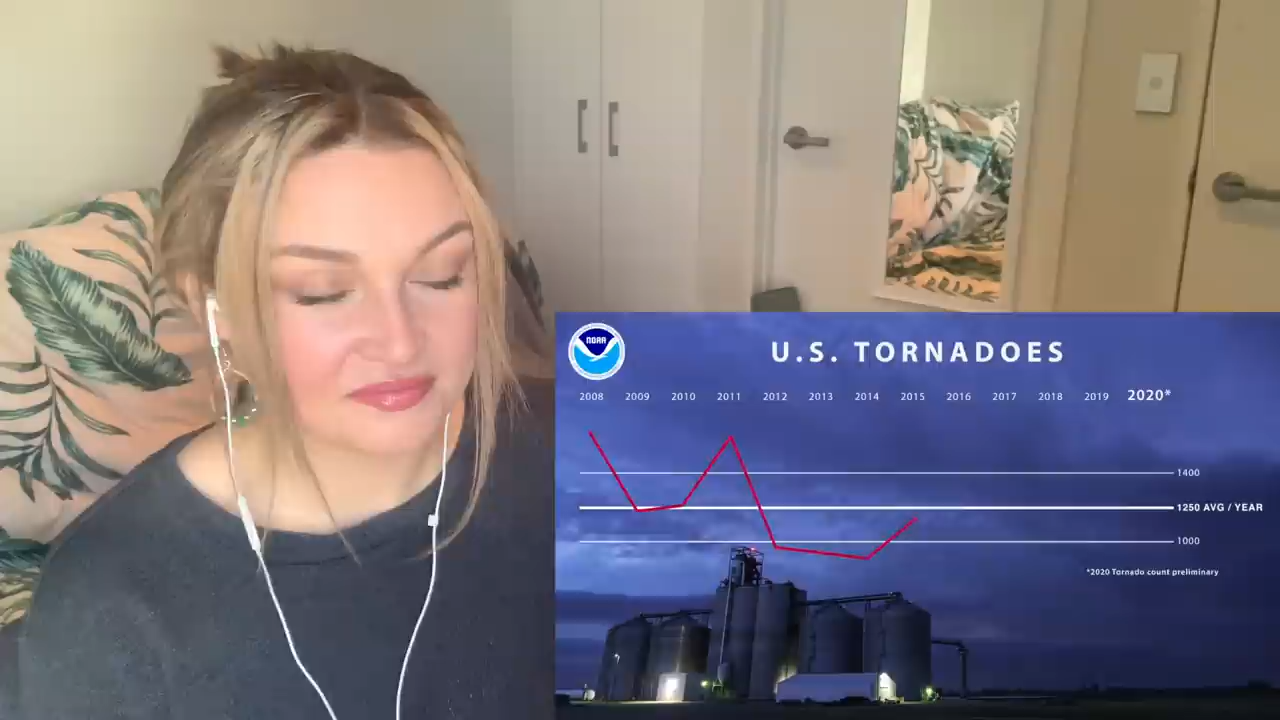 NOAA
U.S. TORNADOES
2008 2009 2010 2011 2012 2013 2014 2015 2016 2017 2018 2019 2020*
1400
1250 AVG / YEAR
1000
*2020 Tornado count preliminary